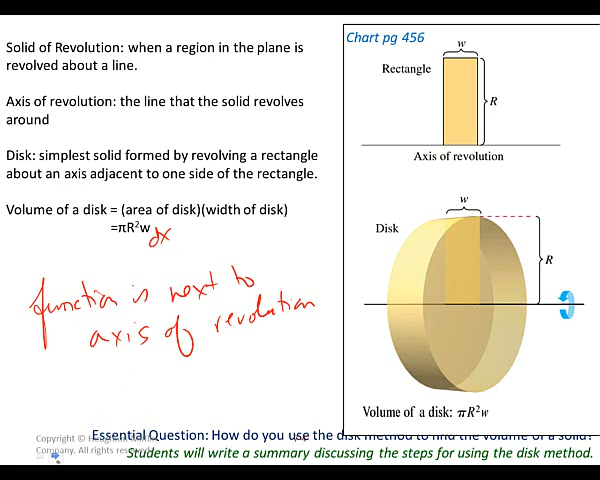 Solid of Revolution: when a region in the plane is
revolved about a line.
Axis of revolution: the line that the solid revolves
around
Disk: simplest solid formed by revolving a rectangle
about an axis adjacent to one side of the rectangle.
Volume of a disk = (area of disk)(width of disk)
=πR²w
dx
function is next to
axis of revolution
Chart pg 456
w
Rectangle
R
Axis of revolution
w
Disk
R
Volume of a disk: πR²w
Essential Question: How do you use the disk method to find the volume of a solid?
Copyright ©
Company. All rights reserved.
Students will write a summary discussing the steps for using the disk method.